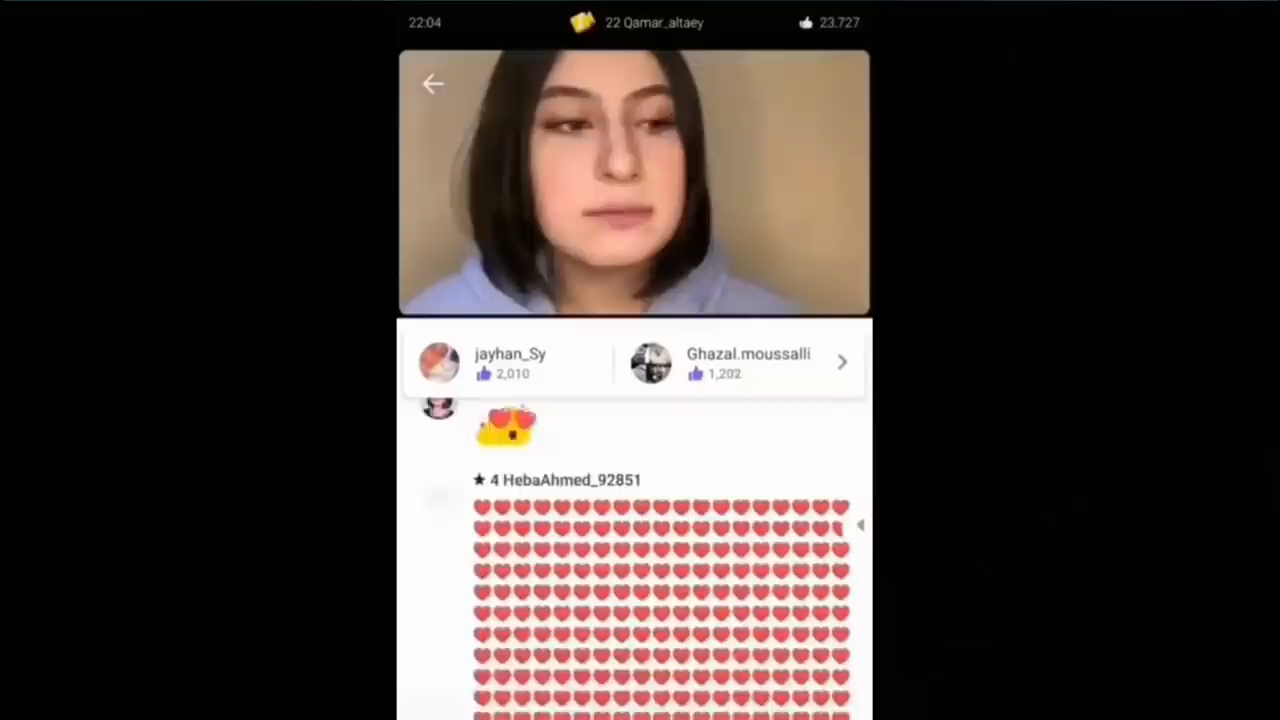 22:04
22 Qamar_altaey
23.727
jayhan_Sy
2,010
Ghazal.moussalli
1,202
★ 4 HebaAhmed_92851